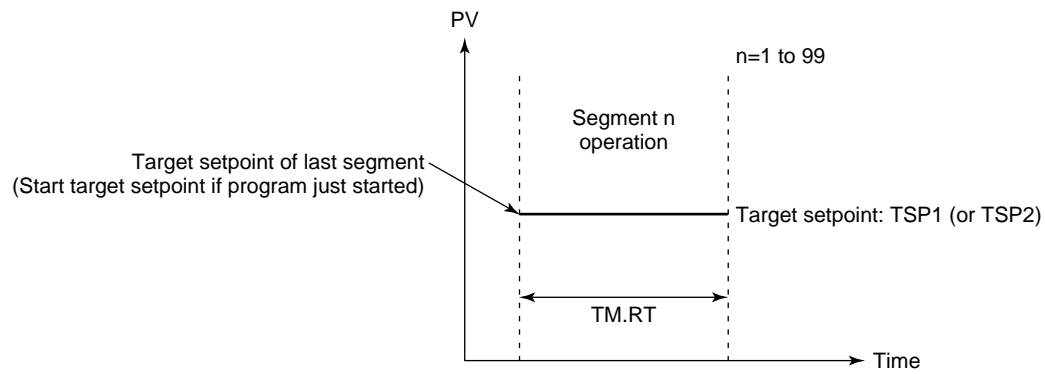 PV
n=1 to 99
Segment n
operation
Target setpoint of last segment
(Start target setpoint if program just started)
Target setpoint: TSP1 (or TSP2)
TM.RT
Time